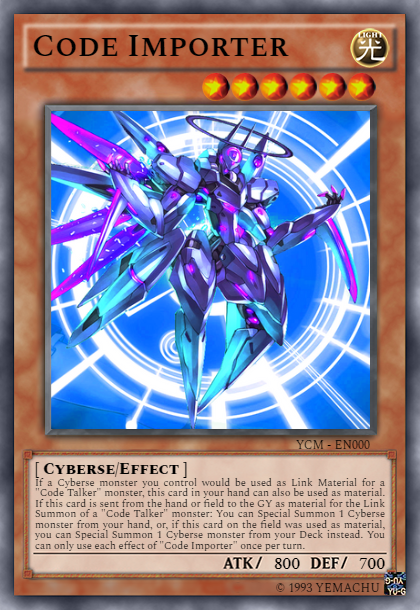 CODE IMPORTER
LIGHT
光
YCM - EN000
[ CYBERSE/EFFECT ]
If a Cyberse monster you control would be used as Link Material for a
"Code Talker" monster, this card in your hand can also be used as material.
If this card is sent from the hand or field to the GY as material for the Link
Summon of a "Code Talker" monster: You can Special Summon 1 Cyberse
monster from your hand, or, if this card on the field was used as material,
you can Special Summon 1 Cyberse monster from your Deck instead. You
can only use each effect of "Code Importer" once per turn.
ATK/ 800 DEF/ 700
© 1993 YEMACHU